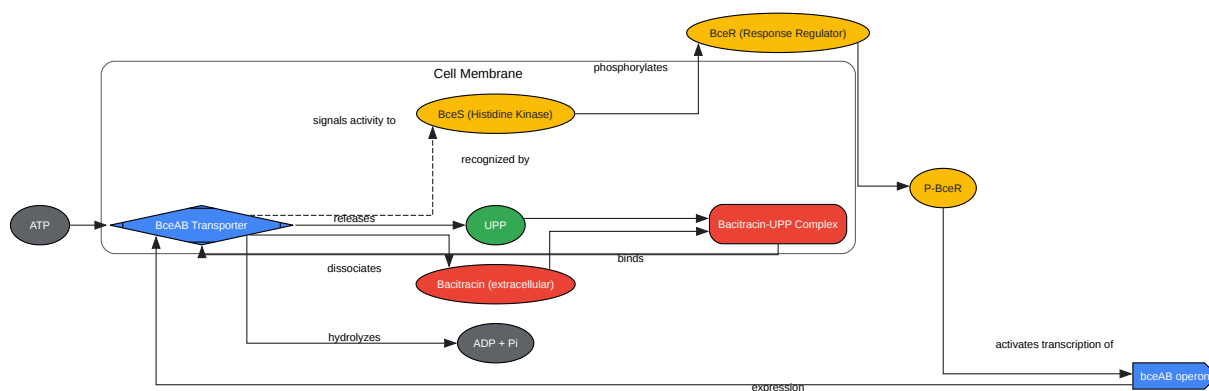 BceR (Response Regulator)
phosphorylates
Cell Membrane
BceS (Histidine Kinase)
signals activity to
recognized by
P-BceR
ATP
BceAB Transporter
releases
UPP
Bacitracin-UPP Complex
binds
dissociates
Bacitracin (extracellular)
hydrolyzes
ADP + Pi
activates transcription of
bceAB operon
expression